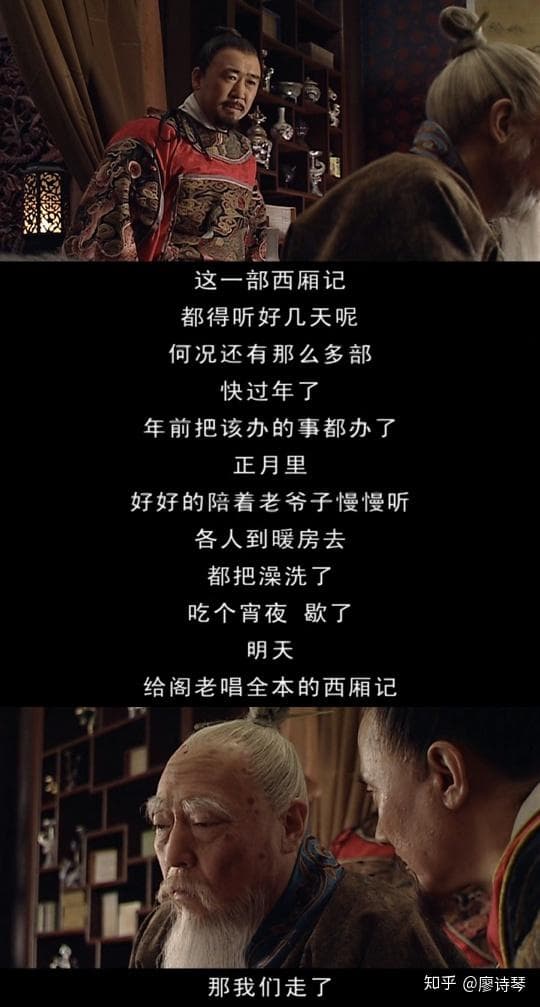 这一部西厢记
都得听好几天呢
何况还有那么多部
快过年了
年前把该办的事都办了
正月里
好好的陪着老爷子慢慢听
各人到暖房去
都把澡洗了
吃个宵夜 歇了
明天
给阁老唱全本的西厢记
那我们走了
知乎 @廖诗琴